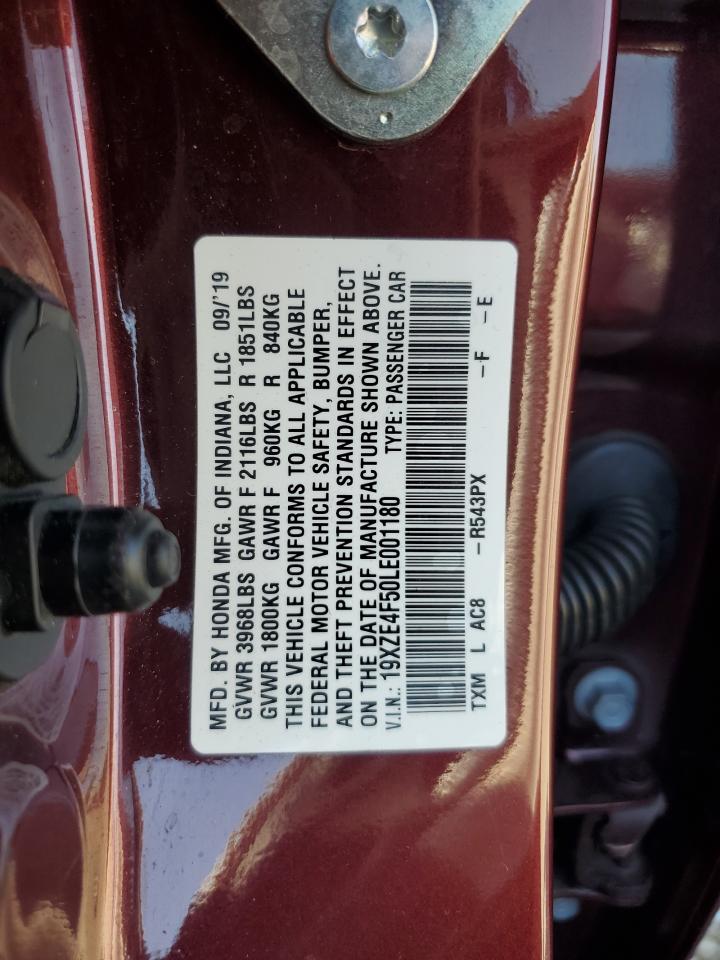 MFD. BY HONDA MFG. OF INDIANA, LLC 09/'19
GVWR 3968LBS GAWR F 2116LBS R 1851LBS
GVWR 1800KG GAWR F 960KG R 840KG
THIS VEHICLE CONFORMS TO ALL APPLICABLE
FEDERAL MOTOR VEHICLE SAFETY, BUMPER,
AND THEFT PREVENTION STANDARDS IN EFFECT
ON THE DATE OF MANUFACTURE SHOWN ABOVE.
V.I.N.: 19XZE4F50LE001180 TYPE: PASSENGER CAR
TXM L AC8 -R543PX -F -E